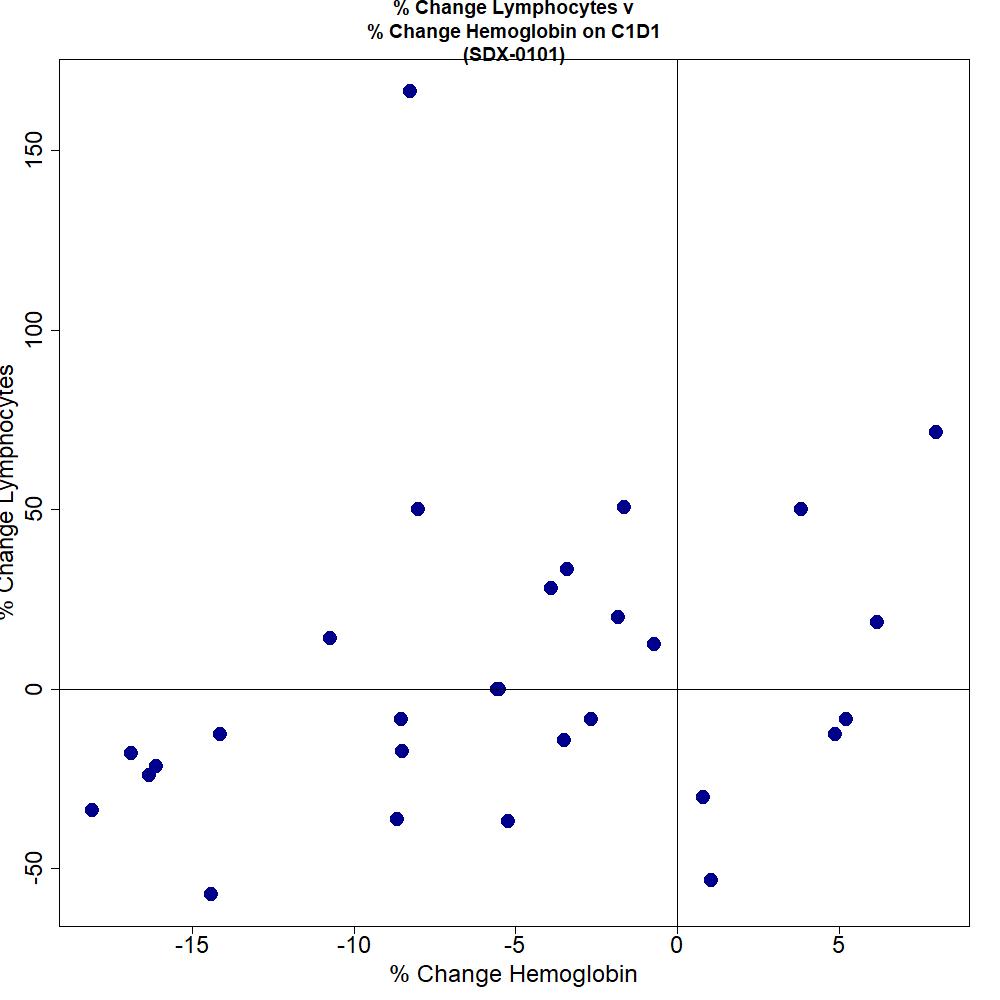 % Change Lymphocytes v
% Change Hemoglobin on C1D1
(SDX-0101)
% Change Lymphocytes
150
100
50
0
-50
-15 -10 -5 0 5
% Change Hemoglobin